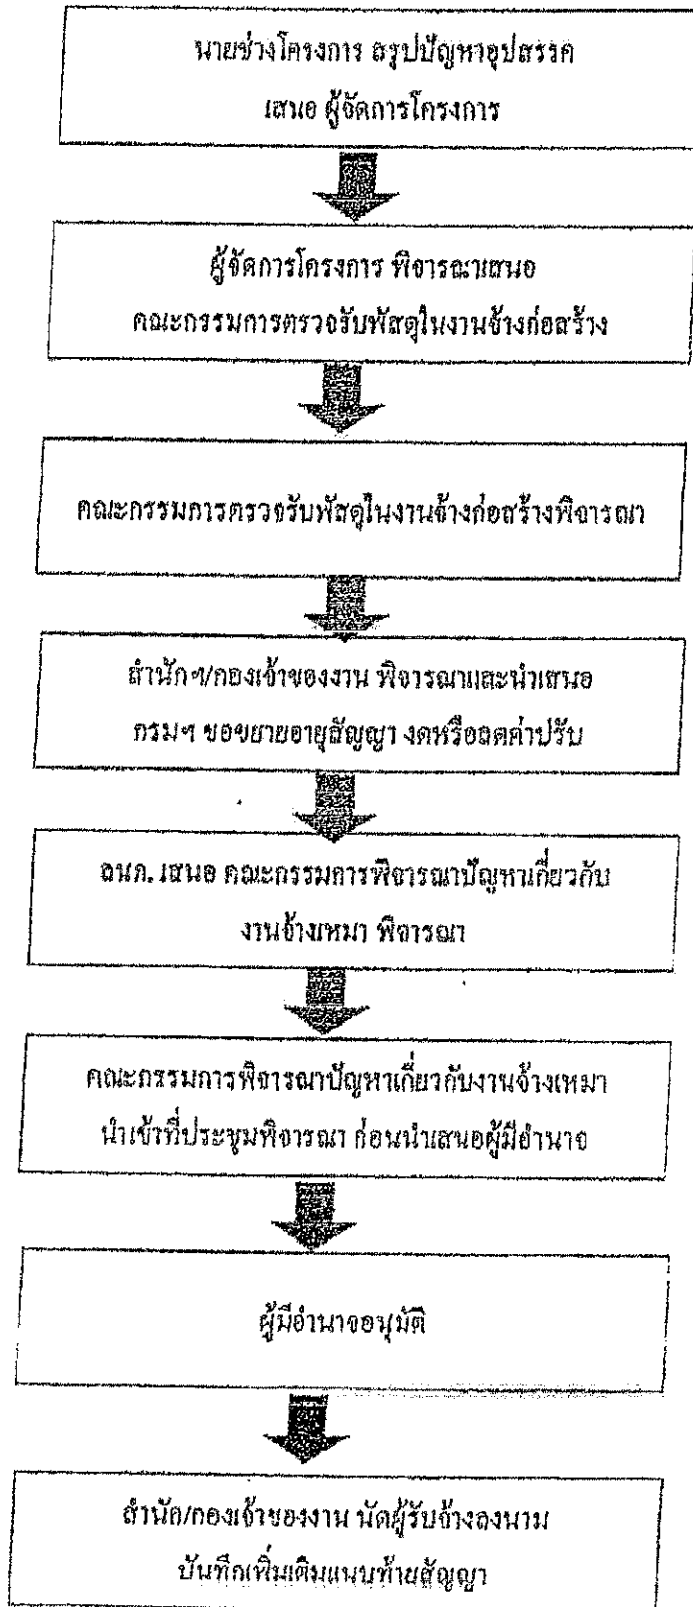 นายช่างโครงการ สรุปปัญหาอุปสรรค
เสนอ ผู้จัดการโครงการ
ผู้จัดการโครงการ พิจารณาเสนอ
คณะกรรมการตรวจรับพัสดุในงานจ้างก่อสร้าง
คณะกรรมการตรวจรับพัสดุในงานจ้างก่อสร้างพิจารณา
สำนักฯ/กองเจ้าของงาน พิจารณาและนำเสนอ
กรมฯ ขอขยายอายุสัญญา งดหรือลดค่าปรับ
อนก. เสนอ คณะกรรมการพิจารณาปัญหาเกี่ยวกับ
งานจ้างเหมา พิจารณา
คณะกรรมการพิจารณาปัญหาเกี่ยวกับงานจ้างเหมา
นำเข้าที่ประชุมพิจารณา ก่อนนำเสนอผู้มีอำนาจ
ผู้มีอำนาจอนุมัติ
สำนัก/กองเจ้าของงาน นัดผู้รับจ้างลงนาม
บันทึกเพิ่มเติมแนบท้ายสัญญา